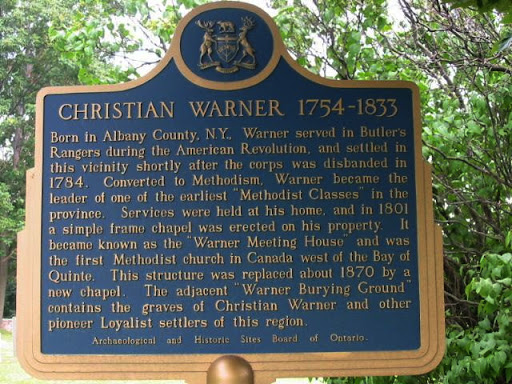 CHRISTIAN WARNER 1754-1833
Born in Albany County, N.Y., Warner served in Butler's
Rangers during the American Revolution, and settled in
this vicinity shortly after the corps was disbanded in
1784. Converted to Methodism, Warner became the
leader of one of the earliest "Methodist Classes" in the
province. Services were held at his home, and in 1801
a simple frame chapel was erected on his property. It
became known as the "Warner Meeting House" and was
the first Methodist church in Canada west of the Bay of
Quinte. This structure was replaced about 1870 by a
new chapel. The adjacent "Warner Burying Ground"
contains the graves of Christian Warner and other
pioneer Loyalist settlers of this region.
Archaeological and Historic Sites Board of Ontario.